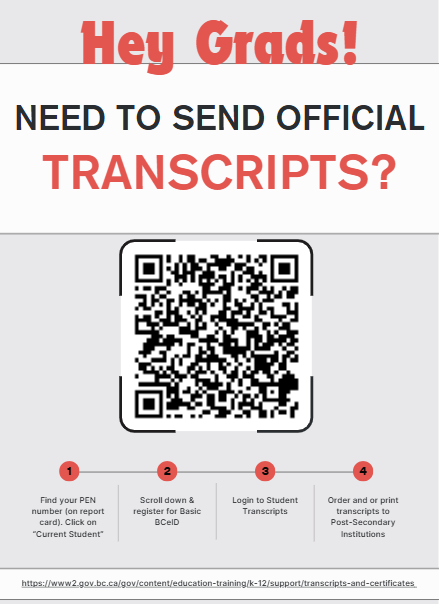 Hey Grads!
NEED TO SEND OFFICIAL
TRANSCRIPTS?
1
2
3
4
Find your PEN
number (on report
card). Click on
“Current Student”
Scroll down &
register for Basic
BCeID
Login to Student
Transcripts
Order and or print
transcripts to
Post-Secondary
Institutions
https://www2.gov.bc.ca/gov/content/education-training/k-12/support/transcripts-and-certificates